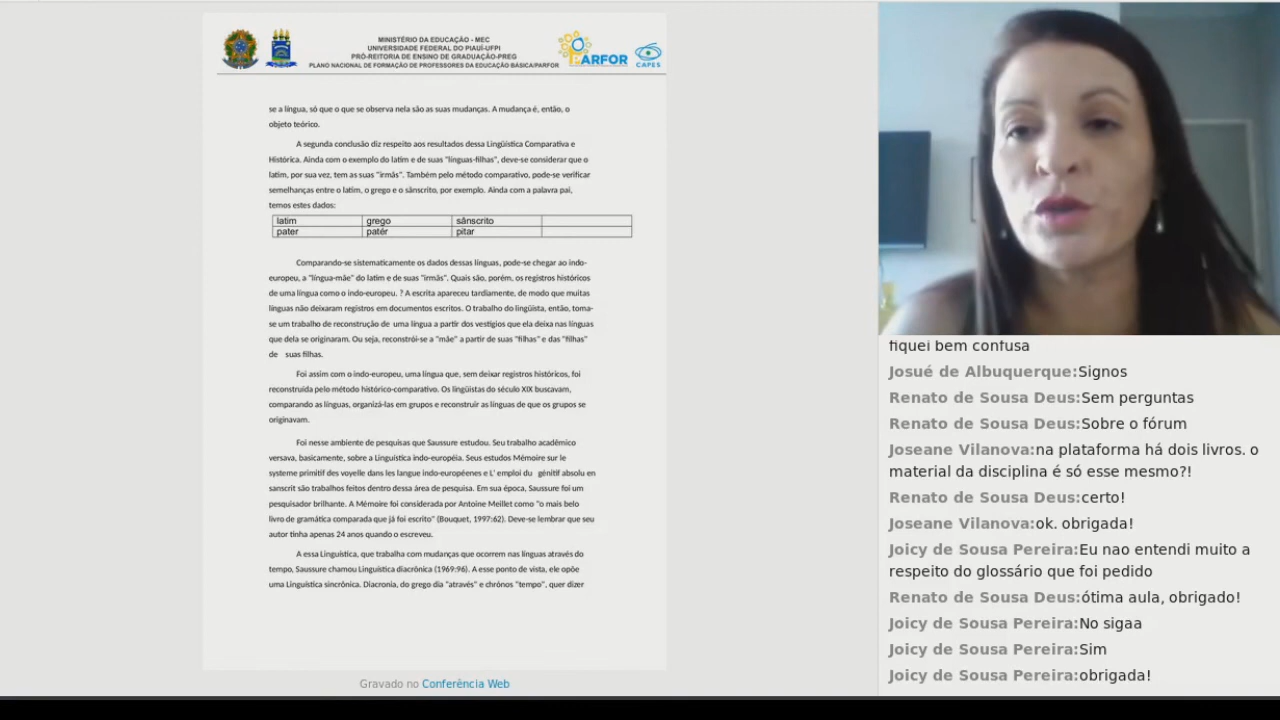 MINISTÉRIO DA EDUCAÇÃO - MEC
UNIVERSIDADE FEDERAL DO PIAUÍ-UFPI
PRÓ-REITORIA DE ENSINO DE GRADUAÇÃO-PREG
PLANO NACIONAL DE FORMAÇÃO DE PROFESSORES DA EDUCAÇÃO BÁSICA/PARFOR
PARFOR
CAPES
se a língua, só que o que se observa nela são as suas mudanças. A mudança é, então, o
objeto teórico.
A segunda conclusão diz respeito aos resultados dessa Lingüística Comparativa e
Histórica. Ainda com o exemplo do latim e de suas "línguas-filhas", deve-se considerar que o
latim, por sua vez, tem as suas "irmãs". Também pelo método comparativo, pode-se verificar
semelhanças entre o latim, o grego e o sânscrito, por exemplo. Ainda com a palavra pai,
temos estes dados:
latim grego sânscrito
pater patér pitar
Comparando-se sistematicamente os dados dessas línguas, pode-se chegar ao indo-
europeu, a "língua-mãe" do latim e de suas "irmãs". Quais são, porém, os registros históricos
de uma língua como o indo-europeu. ? A escrita apareceu tardiamente, de modo que muitas
línguas não deixaram registros em documentos escritos. O trabalho do lingüista, então, toma-
se um trabalho de reconstrução de uma língua a partir dos vestígios que ela deixa nas línguas
que dela se originaram. Ou seja, reconstrói-se a "mãe" a partir de suas "filhas" e das "filhas"
de suas filhas.
Foi assim com o indo-europeu, uma língua que, sem deixar registros históricos, foi
reconstruída pelo método histórico-comparativo. Os lingüistas do século XIX buscavam,
comparando as línguas, organizá-las em grupos e reconstruir as línguas de que os grupos se
originavam.
Foi nesse ambiente de pesquisas que Saussure estudou. Seu trabalho acadêmico
versava, basicamente, sobre a Linguística indo-européia. Seus estudos Mémoire sur le
systeme primitif des voyelle dans les langue indo-européenes e L' emploi du génitif absolu en
sanscrit são trabalhos feitos dentro dessa área de pesquisa. Em sua época, Saussure foi um
pesquisador brilhante. A Mémoire foi considerada por Antoine Meillet como "o mais belo
livro de gramática comparada que já foi escrito" (Bouquet, 1997:62). Deve-se lembrar que seu
autor tinha apenas 24 anos quando o escreveu.
A essa Linguística, que trabalha com mudanças que ocorrem nas línguas através do
tempo, Saussure chamou Linguística diacrônica (1969:96). A esse ponto de vista, ele opõe
uma Linguística sincrônica. Diacronia, do grego dia "através" e chrónos "tempo", quer dizer
Gravado no Conferência Web
fiquei bem confusa
Josué de Albuquerque:Signos
Renato de Sousa Deus:Sem perguntas
Renato de Sousa Deus:Sobre o fórum
Joseane Vilanova:na plataforma há dois livros. o
material da disciplina é só esse mesmo?!
Renato de Sousa Deus:certo!
Joseane Vilanova:ok. obrigada!
Joicy de Sousa Pereira:Eu nao entendi muito a
respeito do glossário que foi pedido
Renato de Sousa Deus:ótima aula, obrigado!
Joicy de Sousa Pereira:No sigaa
Joicy de Sousa Pereira:Sim
Joicy de Sousa Pereira:obrigada!